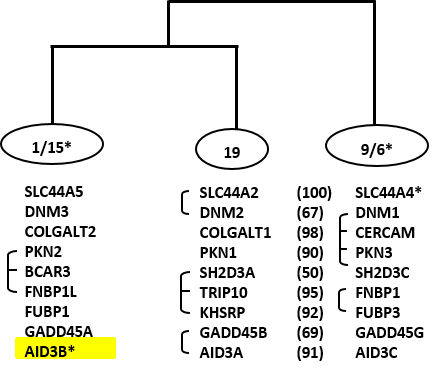 1/15* 19 9/6*
SLC44A5 SLC44A2 (100) SLC44A4*
DNM3 DNM2 (67) DNM1
COLGALT2 COLGALT1 (98) CERCAM
PKN2 PKN1 (90) PKN3
BCAR3 SH2D3A (50) SH2D3C
FNBP1L TRIP10 (95) FNBP1
FUBP1 KHSRP (92) FUBP3
GADD45A GADD45B (69) GADD45G
AID3B* AID3A (91) AID3C